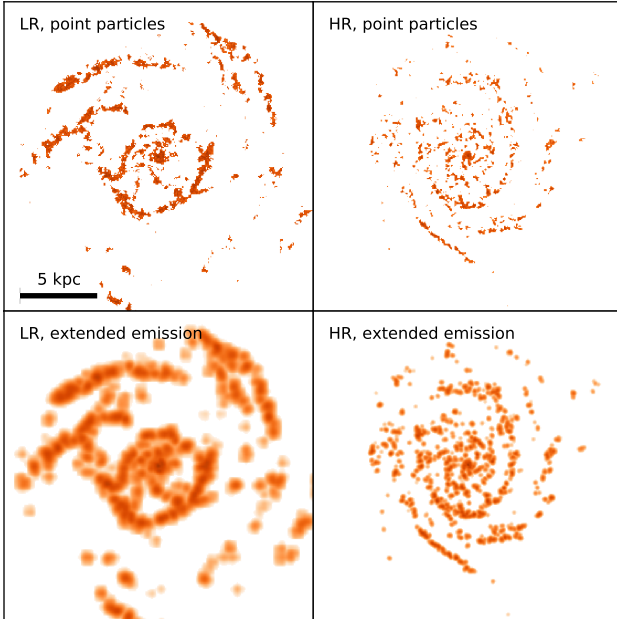 LR, point particles
HR, point particles
5 kpc
LR, extended emission
HR, extended emission